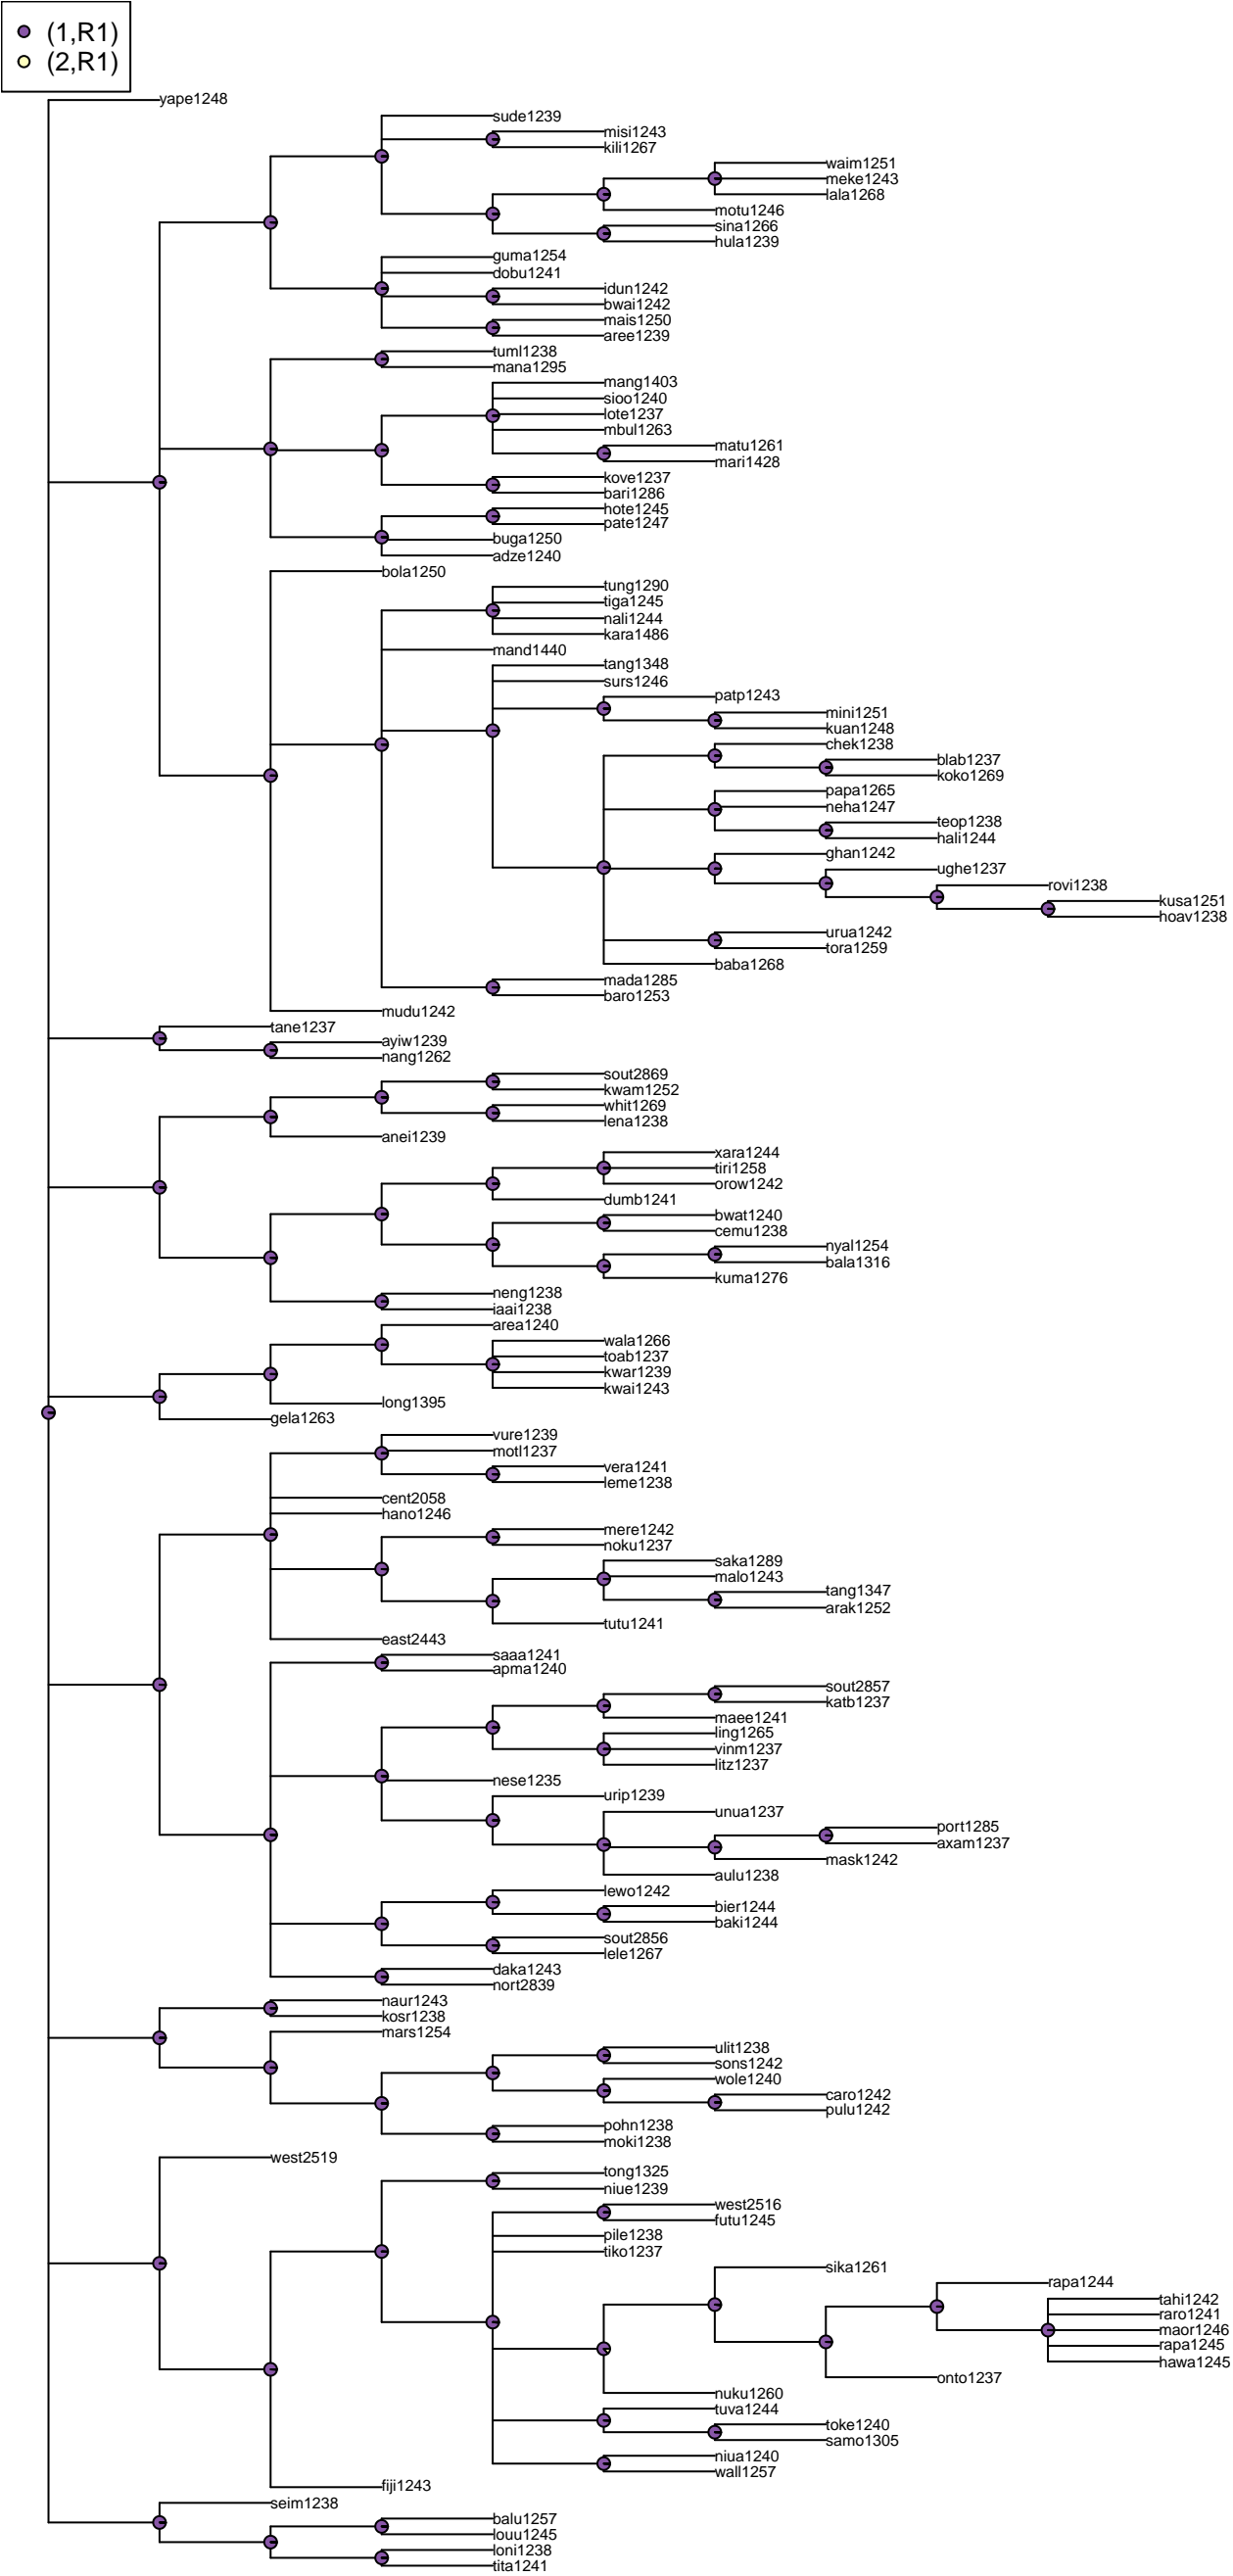 (1,R1)
(2,R1)
yape1248
sude1239
misi1243
kili1267
waim1251
meke1243
lala1268
motu1246
sina1266
hula1239
guma1254
dobu1241
idun1242
bwai1242
mais1250
aree1239
tuml1238
mana1295
mang1403
sioo1240
lote1237
mbul1263
matu1261
mari1428
kove1237
bari1286
hote1245
pate1247
buga1250
adze1240
bola1250
tung1290
tiga1245
nali1244
kara1486
mand1440
tang1348
surs1246
patp1243
mini1251
kuan1248
chek1238
blab1237
koko1269
papa1265
neha1247
teop1238
hali1244
ghan1242
ughe1237
rovi1238
kusa1251
hoav1238
urua1242
tora1259
baba1268
mada1285
baro1253
mudu1242
tane1237
ayiw1239
nang1262
sout2869
kwam1252
whit1269
lena1238
anei1239
xara1244
tiri1258
orow1242
dumb1241
bwat1240
cemu1238
nyal1254
bala1316
kuma1276
neng1238
iaai1238
area1240
wala1266
toab1237
kwar1239
kwai1243
long1395
gela1263
vure1239
motl1237
vera1241
leme1238
cent2058
hano1246
mere1242
noku1237
saka1289
malo1243
tang1347
arak1252
tutu1241
east2443
saaa1241
apma1240
sout2857
katb1237
maee1241
ling1265
vinm1237
litz1237
nese1235
urip1239
unua1237
port1285
axam1237
mask1242
aulu1238
lewo1242
bier1244
baki1244
sout2856
lele1267
daka1243
nort2839
naur1243
kosr1238
mars1254
ulit1238
sons1242
wole1240
caro1242
pulu1242
pohn1238
moki1238
west2519
tong1325
niue1239
west2516
futu1245
pile1238
tiko1237
sika1261
rapa1244
tahi1242
raro1241
maor1246
rapa1245
hawa1245
onto1237
nuku1260
tuva1244
toke1240
samo1305
niua1240
wall1257
fiji1243
seim1238
balu1257
louu1245
loni1238
tita1241